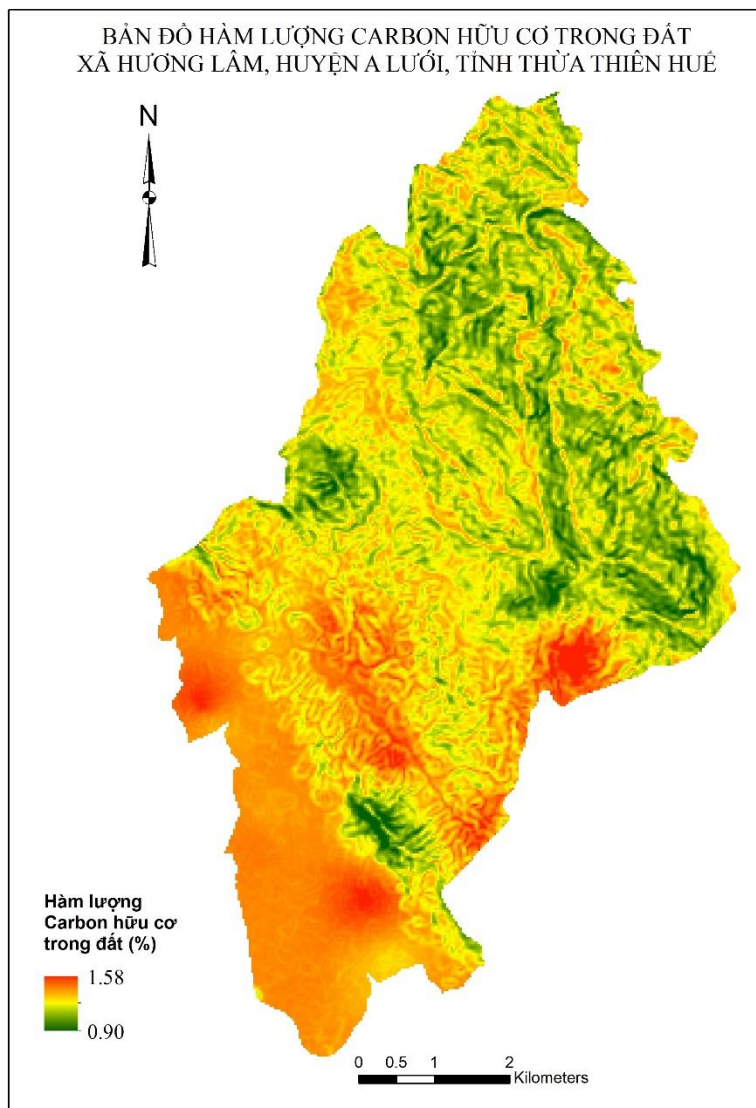 BẢN ĐỒ HÀM LƯỢNG CARBON HỮU CƠ TRONG ĐẤT
XÃ HƯƠNG LÂM, HUYỆN A LƯỚI, TỈNH THỪA THIÊN HUẾ
N
Hàm lượng
Carbon hữu cơ
trong đất (%)
1.58
0.90
0 0.5 1 2
Kilometers